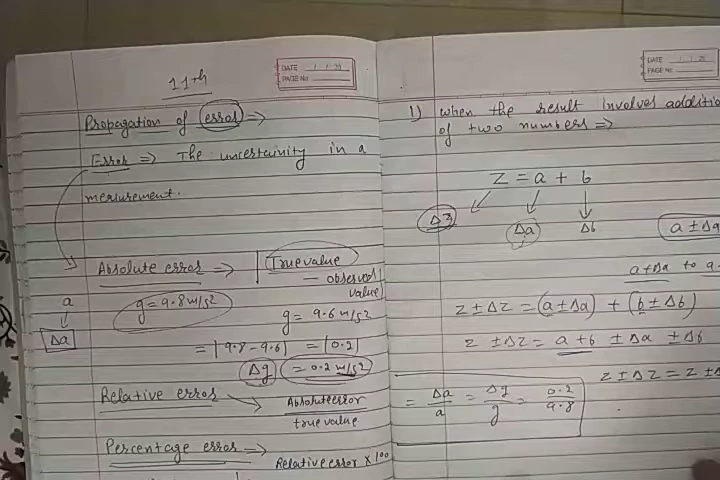 11th
DATE
PAGE No
Propagation of error =>
Error => The uncertainity in a
merurement.
Absolute error => |True value
— observed|
value
a
g = 9.8 m/s2
g = 9.6 m/s2
Δa
= |9.8 - 9.6| = |0.2|
Δg = 0.2 m/s2
Relative error → Absolute error
true value
Percentage error =>
Relative error × 100
DATE
PAGE No
1) when the result involves additio
of two numbers =>
z = a + b
Δz Δa Δb
a ± Δa
a + Δa to a -
z ± Δz = (a ± Δa) + (b ± Δb)
z ± Δz = a + b ± Δa ± Δb
z ± Δz = z ± Δ
= Δa/a = Δg/g = 0.2/9.8